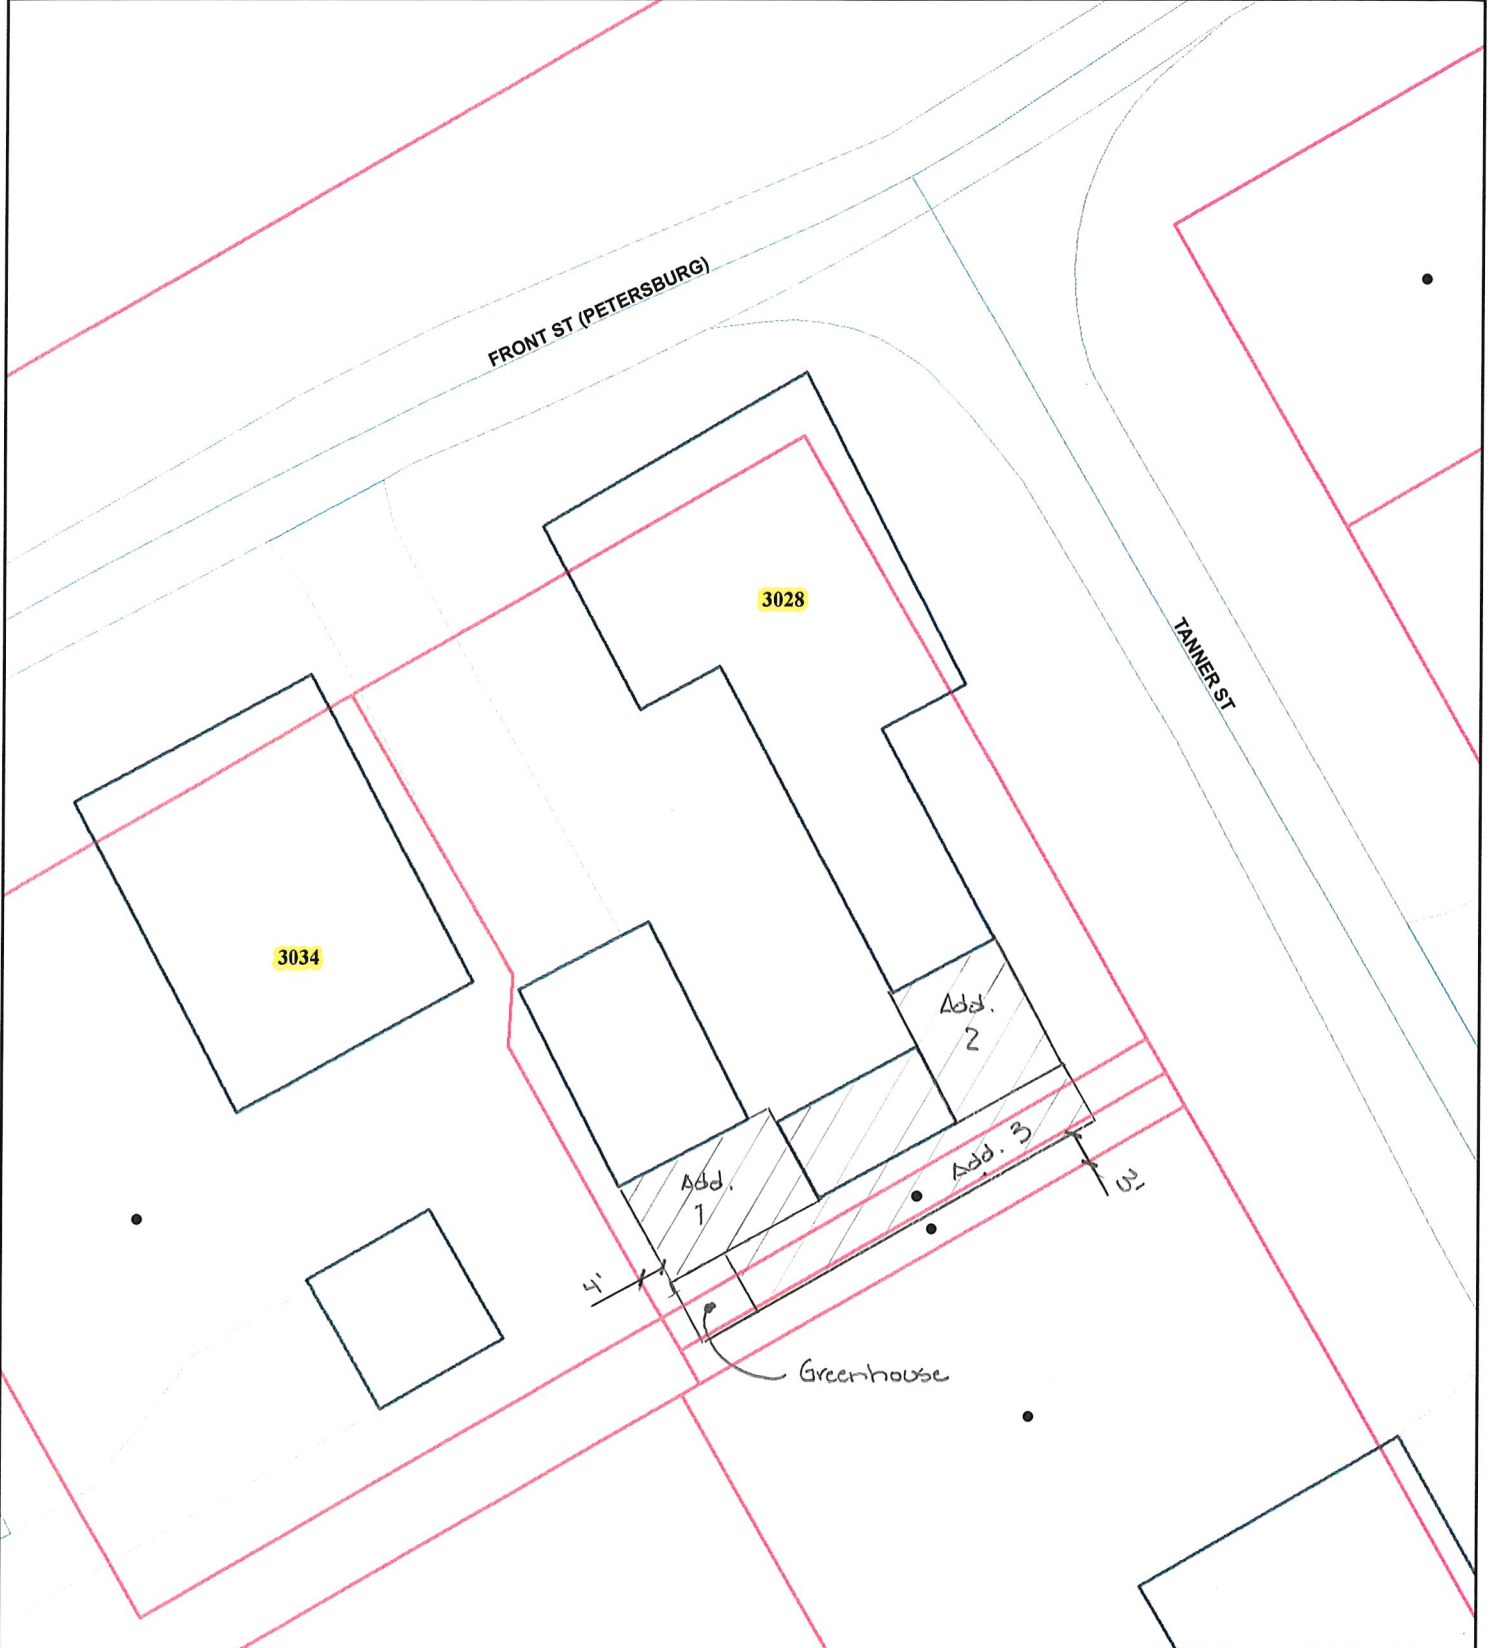 FRONT ST (PETERSBURG)
3028
TANNER ST
3034
Add.
2
Add. 3
3'
Add.
1
4'
Greenhouse